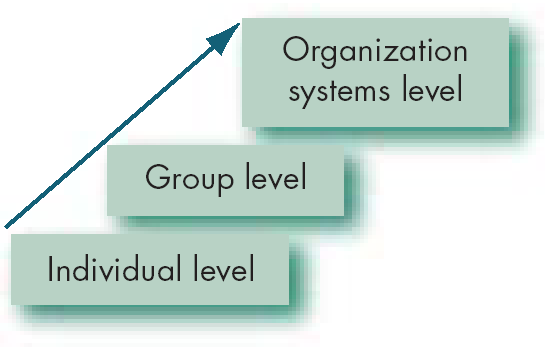 Organization
systems level
Group level
Individual level